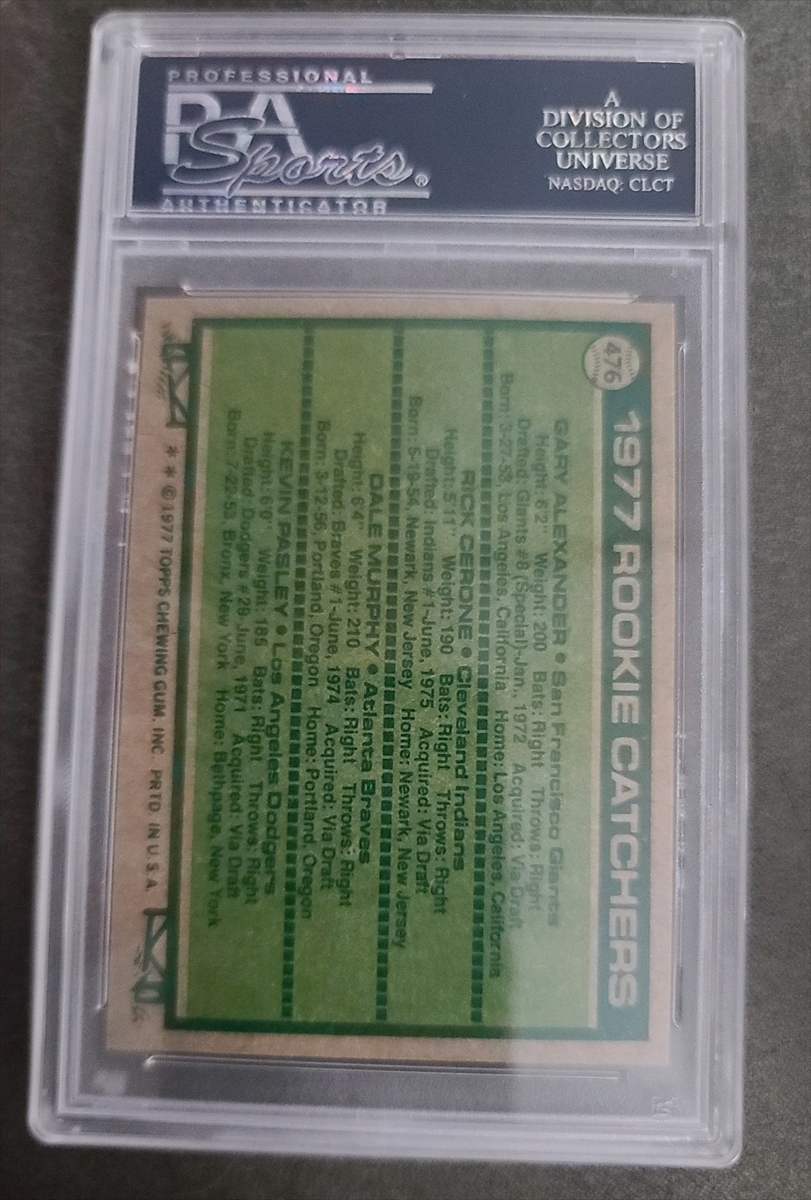 PROFESSIONAL
PSA
Sports®
AUTHENTICATOR
A
DIVISION OF
COLLECTORS
UNIVERSE
NASDAQ: CLCT
476
1977 ROOKIE CATCHERS
GARY ALEXANDER • San Francisco Giants
Height: 6'2" Weight: 200 Bats: Right Throws: Right
Drafted: Giants #8 (Special)-Jan., 1972 Acquired: Via Draft
Born: 3-27-53, Los Angeles, California Home: Los Angeles, California
RICK CERONE • Cleveland Indians
Height: 5'11" Weight: 190 Bats: Right Throws: Right
Drafted: Indians #1-June, 1975 Acquired: Via Draft
Born: 5-19-54, Newark, New Jersey Home: Newark, New Jersey
DALE MURPHY • Atlanta Braves
Height: 6'4" Weight: 210 Bats: Right Throws: Right
Drafted: Braves #1-June, 1974 Acquired: Via Draft
Born: 3-12-56, Portland, Oregon Home: Portland, Oregon
KEVIN PASLEY • Los Angeles Dodgers
Height: 6'0" Weight: 185 Bats: Right Throws: Right
Drafted: Dodgers #29-June, 1971 Acquired: Via Draft
Born: 7-22-53, Bronx, New York Home: Bethpage, New York
* * © 1977 TOPPS CHEWING GUM, INC. PRTD. IN U.S.A.